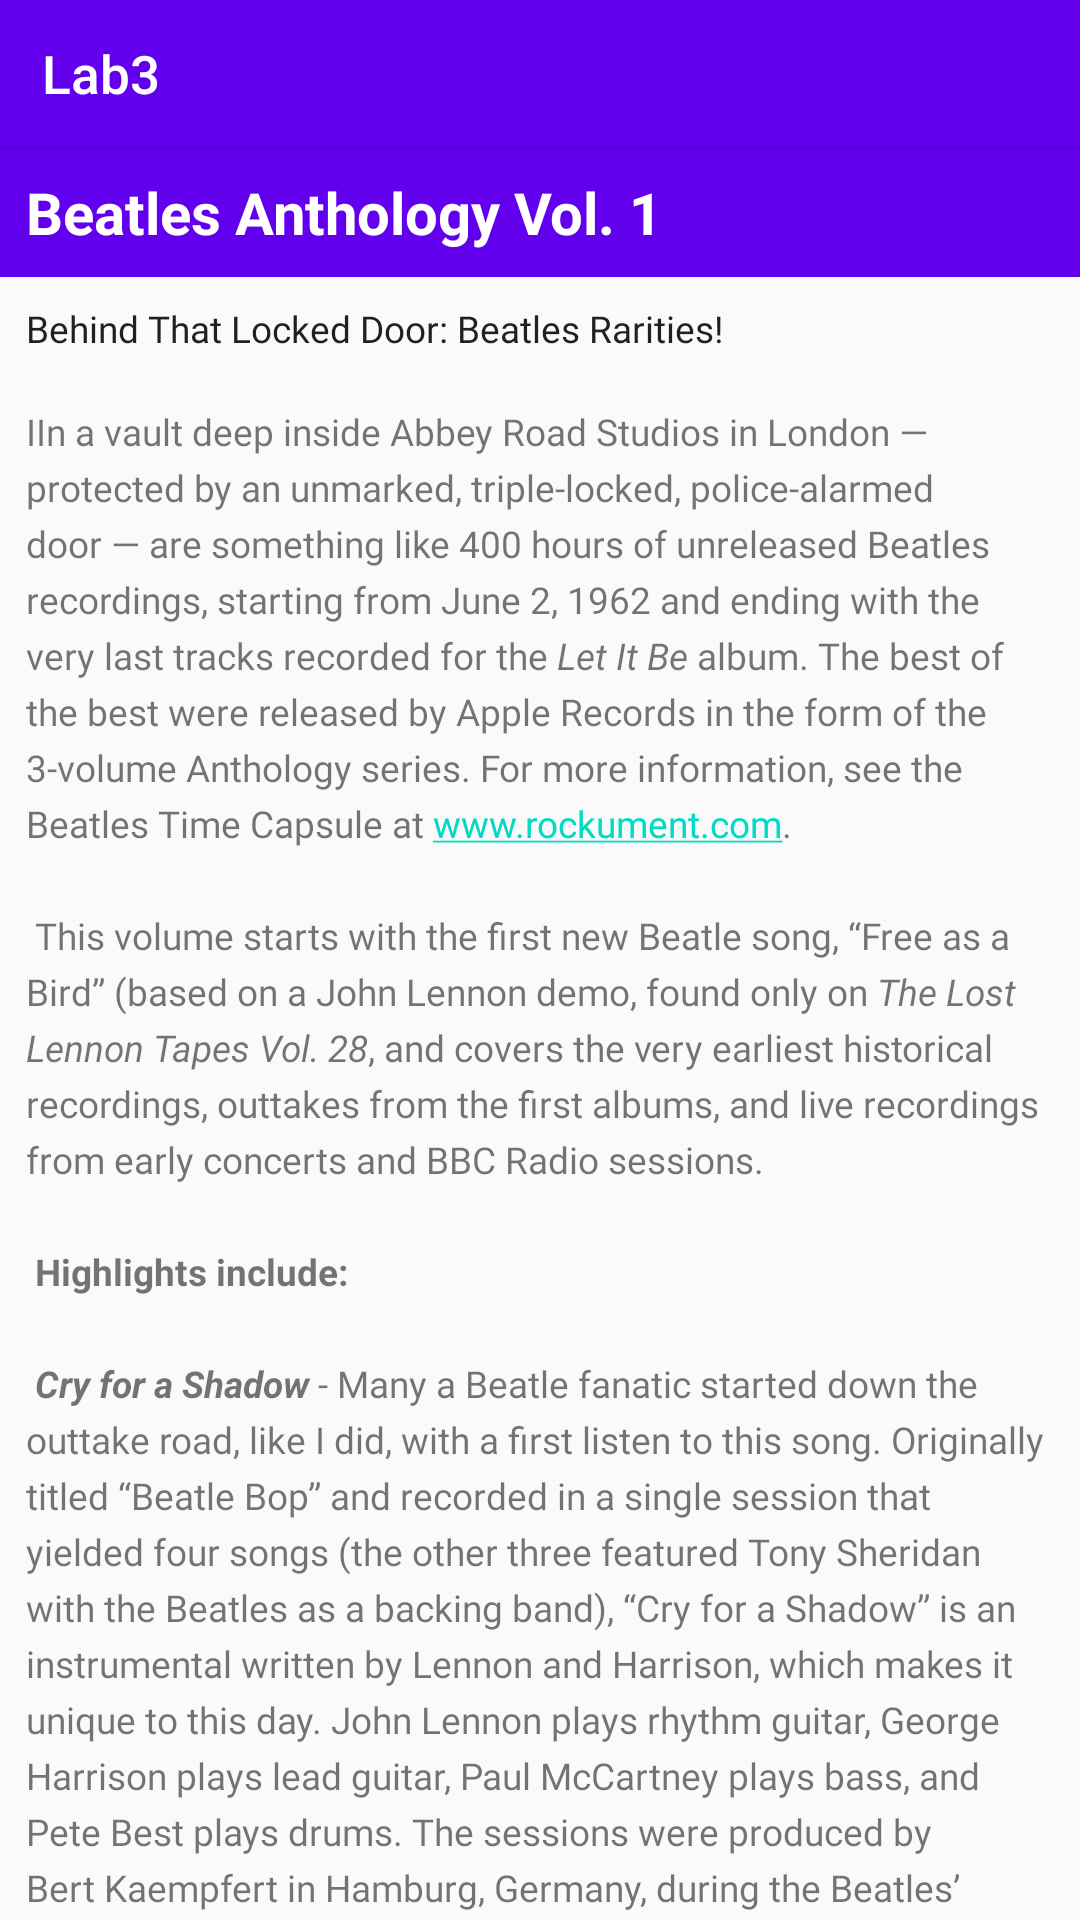 Lab3
Beatles Anthology Vol. 1
Behind That Locked Door: Beatles Rarities!
IIn a vault deep inside Abbey Road Studios in London —
protected by an unmarked, triple-locked, police-alarmed
door — are something like 400 hours of unreleased Beatles
recordings, starting from June 2, 1962 and ending with the
very last tracks recorded for the Let It Be album. The best of
the best were released by Apple Records in the form of the
3-volume Anthology series. For more information, see the
Beatles Time Capsule at www.rockument.com.
This volume starts with the first new Beatle song, “Free as a
Bird” (based on a John Lennon demo, found only on The Lost
Lennon Tapes Vol. 28, and covers the very earliest historical
recordings, outtakes from the first albums, and live recordings
from early concerts and BBC Radio sessions.
Highlights include:
Cry for a Shadow - Many a Beatle fanatic started down the
outtake road, like I did, with a first listen to this song. Originally
titled “Beatle Bop” and recorded in a single session that
yielded four songs (the other three featured Tony Sheridan
with the Beatles as a backing band), “Cry for a Shadow” is an
instrumental written by Lennon and Harrison, which makes it
unique to this day. John Lennon plays rhythm guitar, George
Harrison plays lead guitar, Paul McCartney plays bass, and
Pete Best plays drums. The sessions were produced by
Bert Kaempfert in Hamburg, Germany, during the Beatles’